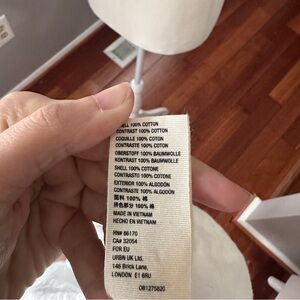 SHELL 100% COTTON
CONTRAST 100% COTTON
COQUILLE 100% COTON
CONTRASTE 100% COTON
OBERSTOFF 100% BAUMWOLLE
KONTRAST 100% BAUMWOLLE
SHELL 100% COTONE
CONTRASTO 100% COTONE
EXTERIOR 100% ALGODÓN
CONTRASTE 100% ALGODÓN
面料 100% 棉
拼色部分 100% 棉
MADE IN VIETNAM
HECHO EN VIETNAM
RN# 66170
CA# 32054
FOR EU
URBN UK Ltd.
146 Brick Lane,
LONDON E1 6RU
081275820